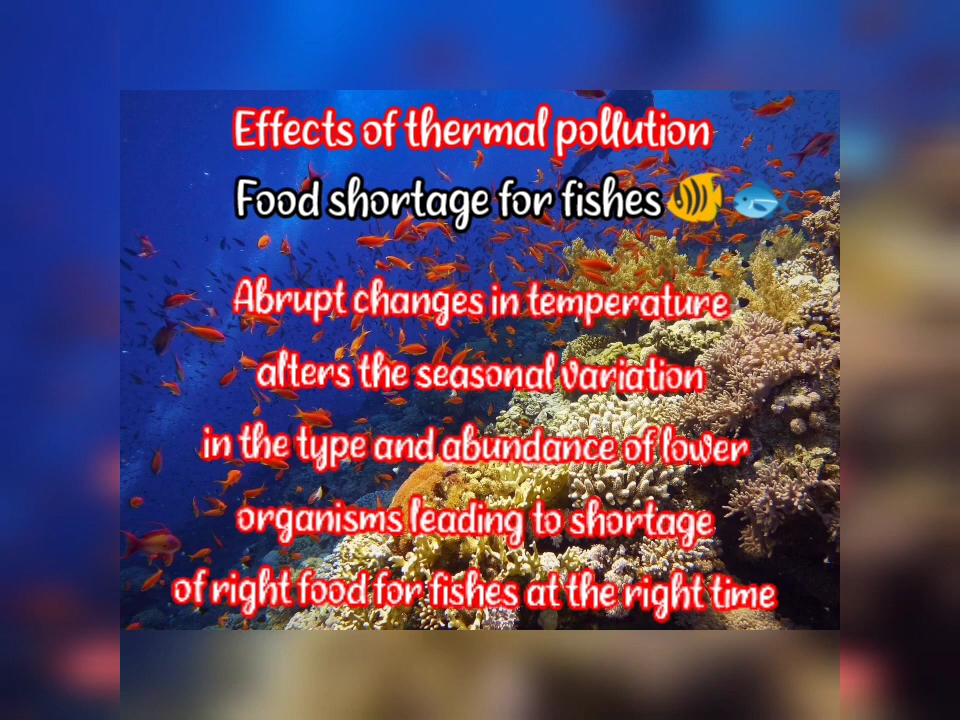 Effects of thermal pollution
Food shortage for fishes🐠🐟
Abrupt changes in temperature
alters the seasonal variation
in the type and abundance of lower
organisms leading to shortage
of right food for fishes at the right time